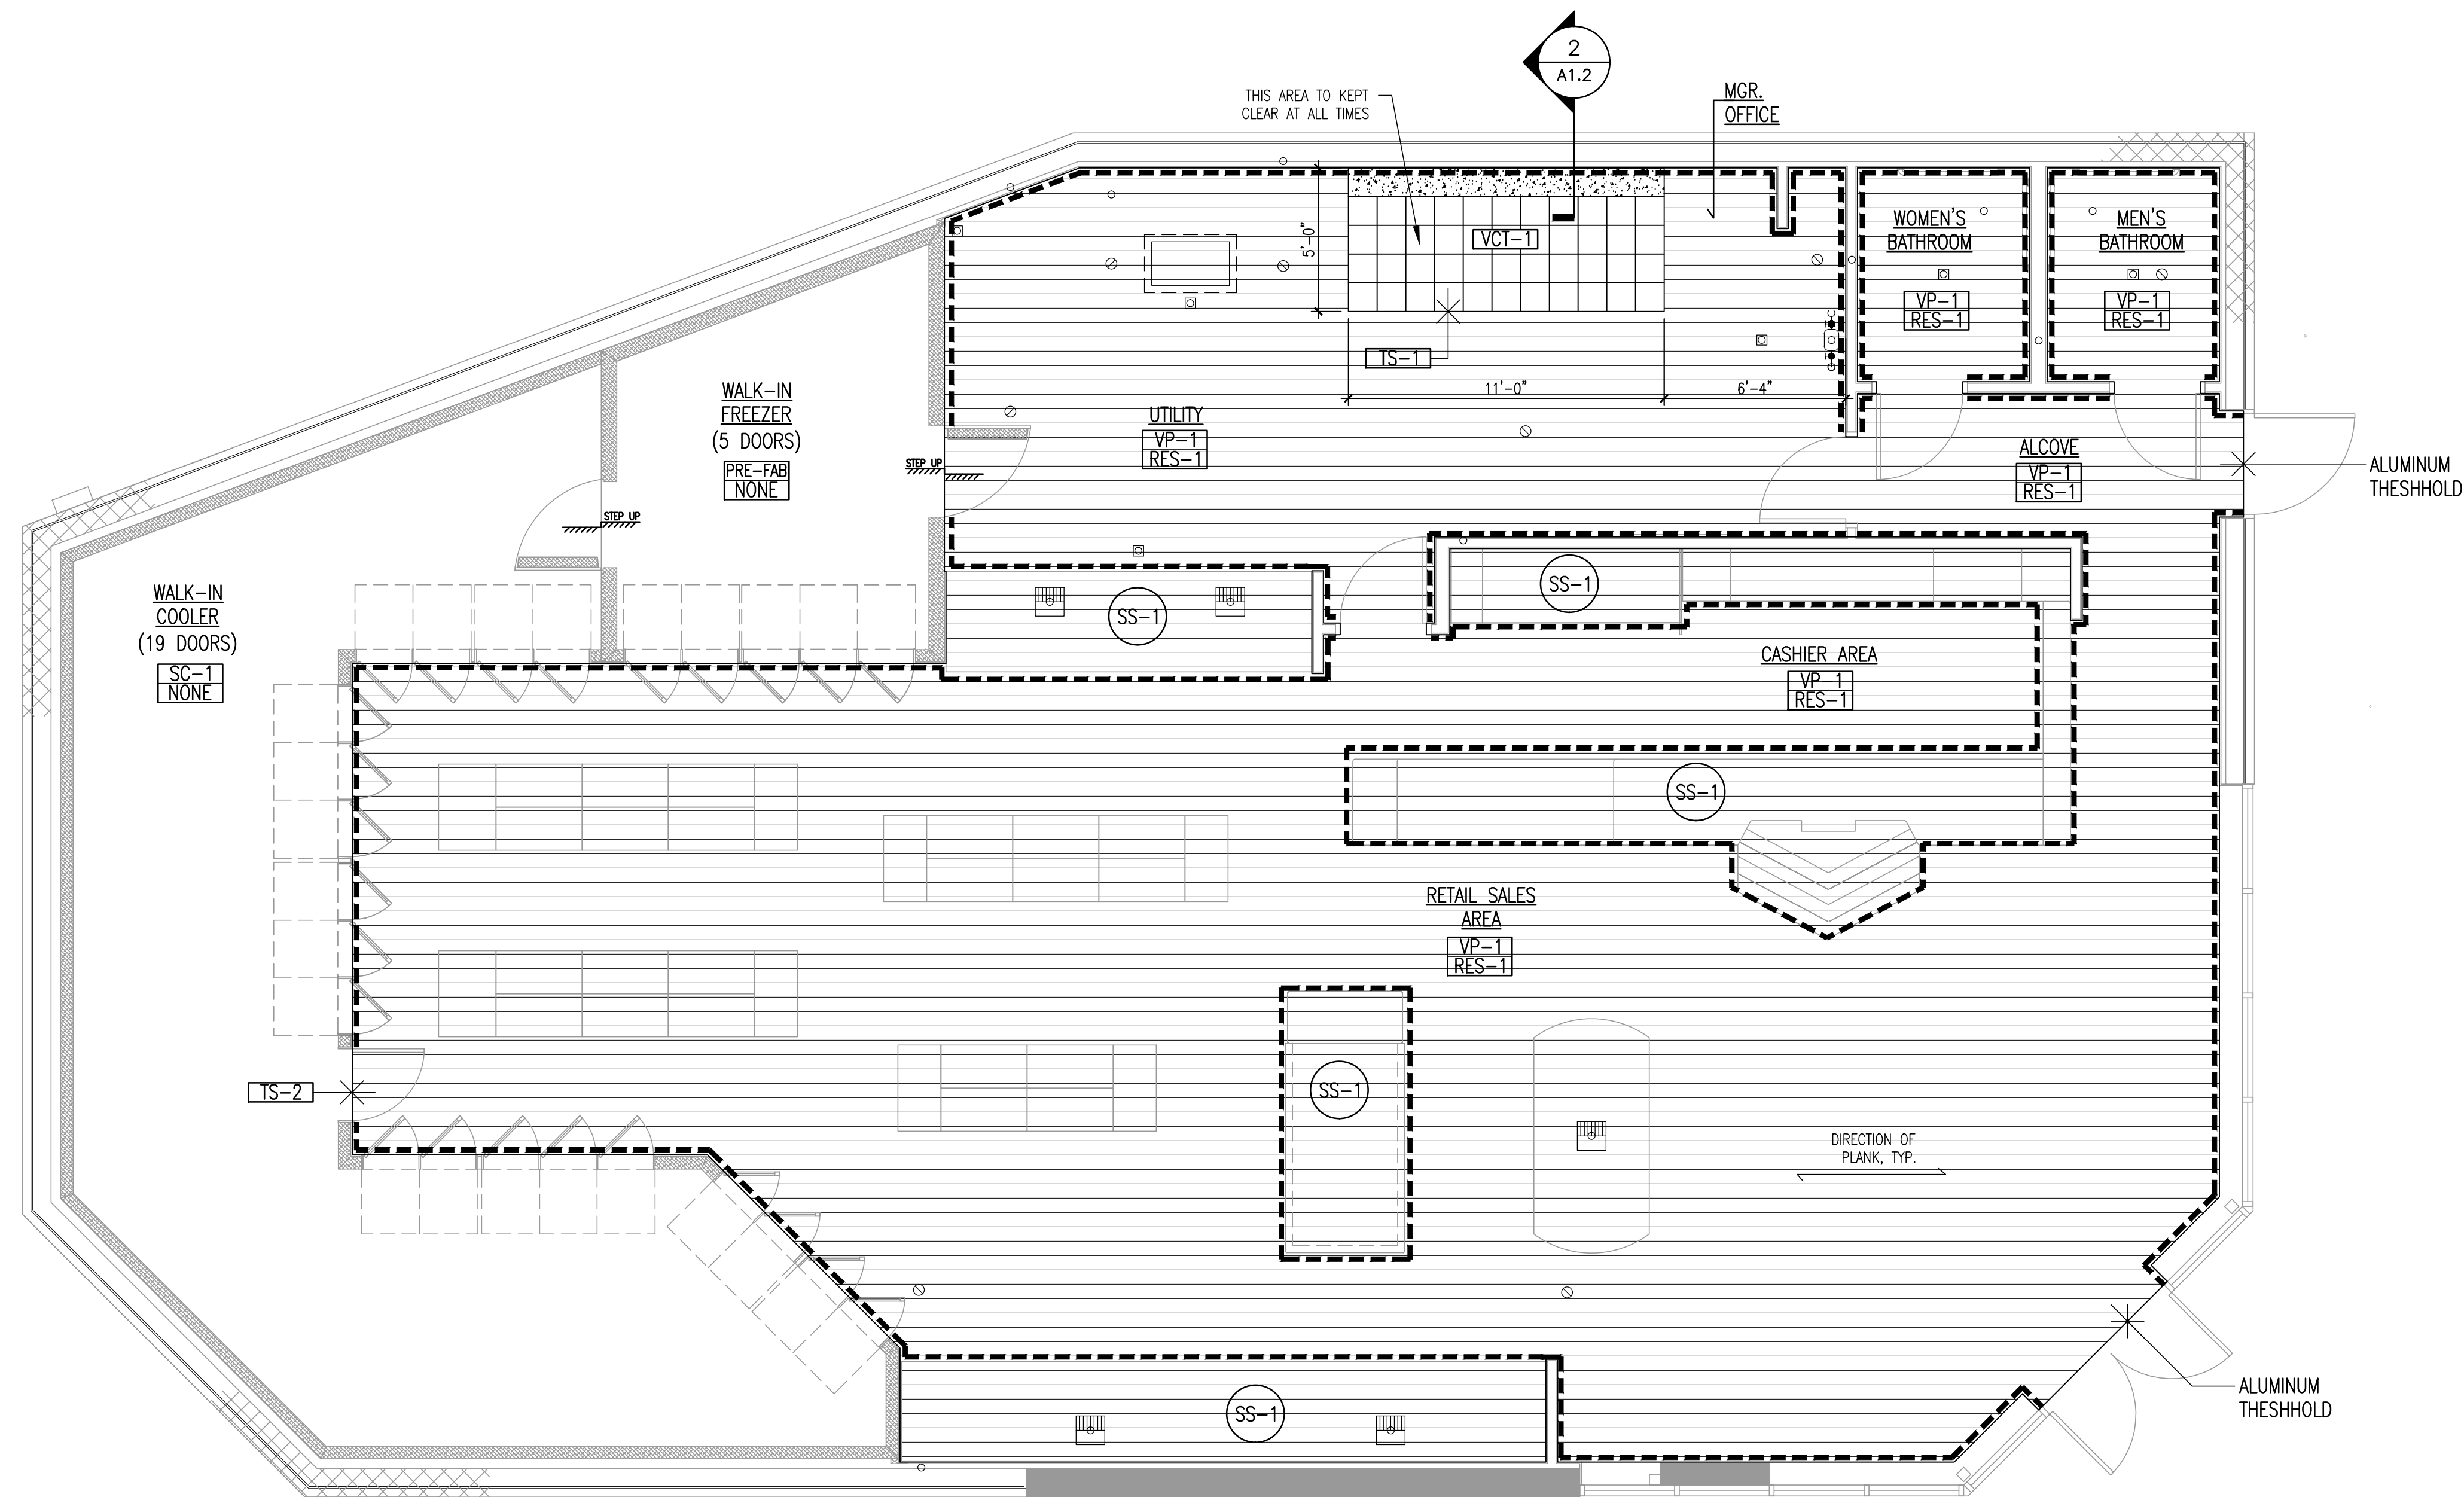 2
A1.2
THIS AREA TO KEPT
CLEAR AT ALL TIMES
MGR.
OFFICE
5'-0"
VCT-1
WOMEN'S
BATHROOM
VP-1
RES-1
MEN'S
BATHROOM
VP-1
RES-1
TS-1
11'-0"
6'-4"
WALK-IN
FREEZER
(5 DOORS)
PRE-FAB
NONE
UTILITY
VP-1
RES-1
STEP UP
STEP UP
ALCOVE
VP-1
RES-1
ALUMINUM
THESHHOLD
WALK-IN
COOLER
(19 DOORS)
SC-1
NONE
SS-1
SS-1
CASHIER AREA
VP-1
RES-1
SS-1
RETAIL SALES
AREA
VP-1
RES-1
TS-2
SS-1
DIRECTION OF
PLANK, TYP.
SS-1
ALUMINUM
THESHHOLD